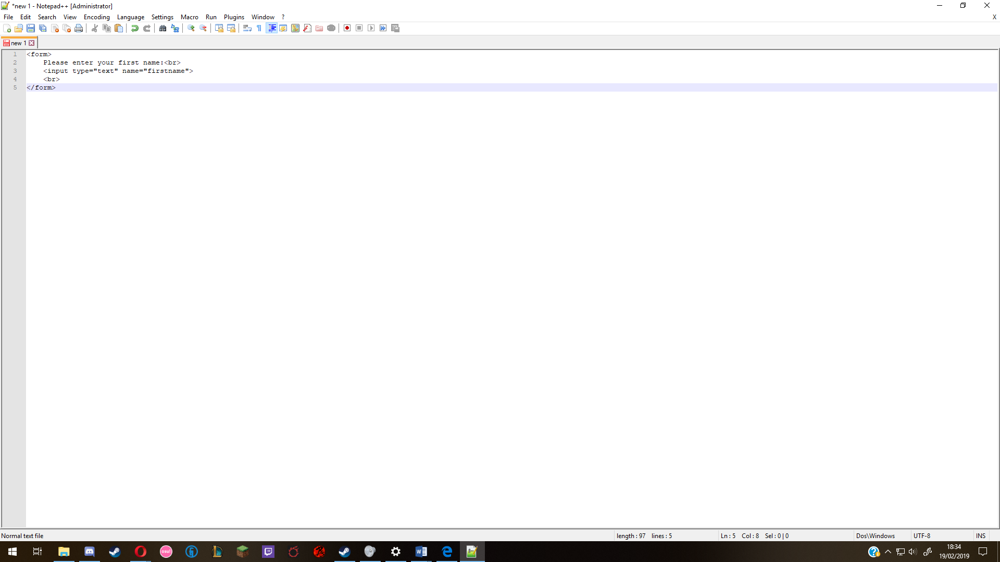 *new 1 - Notepad++ [Administrator]
File Edit Search View Encoding Language Settings Macro Run Plugins Window ? X
new 1
1 <form>
2 Please enter your first name:<br>
3 <input type="text" name="firstname">
4 <br>
5 </form>
Normal text file length : 97 lines : 5 Ln : 5 Col : 8 Sel : 0 | 0 Dos\Windows UTF-8 INS
osu!
18:34
19/02/2019